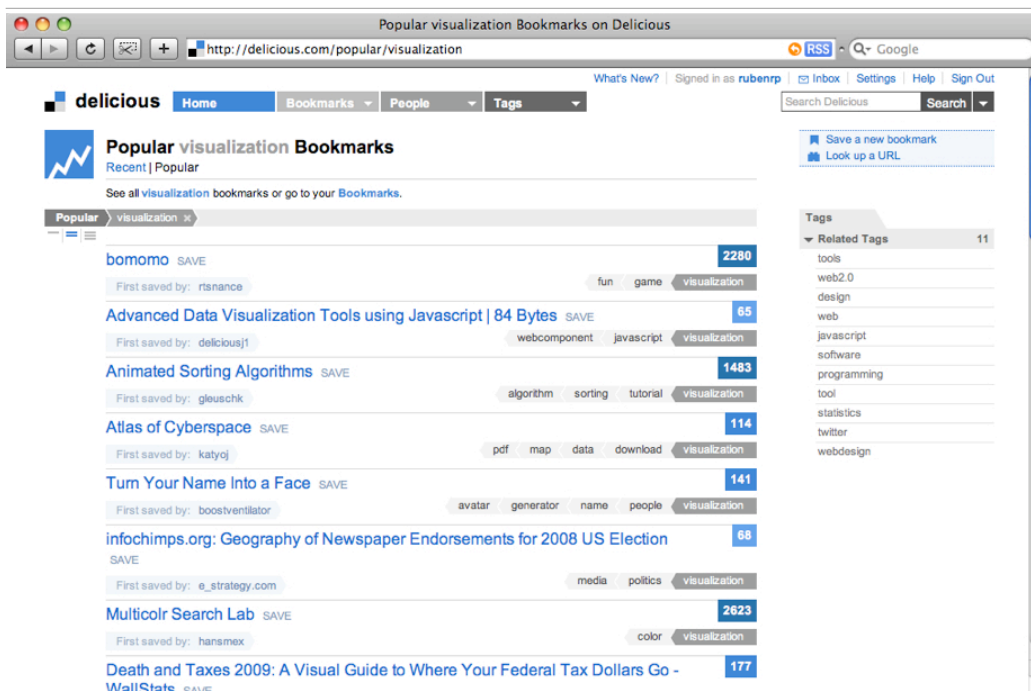 Popular visualization Bookmarks on Delicious
http://delicious.com/popular/visualization
RSS
Google
What's New? Signed in as rubenrp Inbox Settings Help Sign Out
delicious Home Bookmarks People Tags
Search Delicious Search
Popular visualization Bookmarks
Recent | Popular
See all visualization bookmarks or go to your Bookmarks.
Save a new bookmark
Look up a URL
Popular visualization x
bomomo SAVE 2280
First saved by: rtsnance fun game visualization
Advanced Data Visualization Tools using Javascript | 84 Bytes SAVE 65
First saved by: deliciousj1 webcomponent javascript visualization
Animated Sorting Algorithms SAVE 1483
First saved by: gleuschk algorithm sorting tutorial visualization
Atlas of Cyberspace SAVE 114
First saved by: katyoj pdf map data download visualization
Turn Your Name Into a Face SAVE 141
First saved by: boostventilator avatar generator name people visualization
infochimps.org: Geography of Newspaper Endorsements for 2008 US Election 68
SAVE
First saved by: e_strategy.com media politics visualization
Multicolr Search Lab SAVE 2623
First saved by: hansmex color visualization
Death and Taxes 2009: A Visual Guide to Where Your Federal Tax Dollars Go - 177
WallStats SAVE
Tags
Related Tags 11
tools
web2.0
design
web
javascript
software
programming
tool
statistics
twitter
webdesign